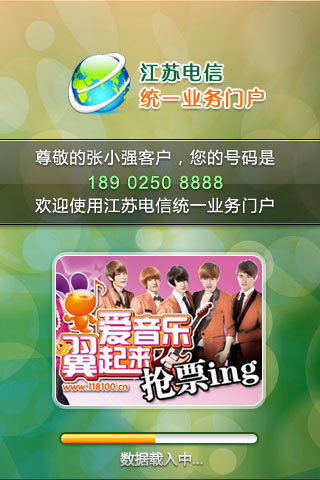 江苏电信
统一业务门户
尊敬的张小强客户，您的号码是
189 0250 8888
欢迎使用江苏电信统一业务门户
爱音乐
翼起来
抢票ing
www.118100.cn
数据载入中...